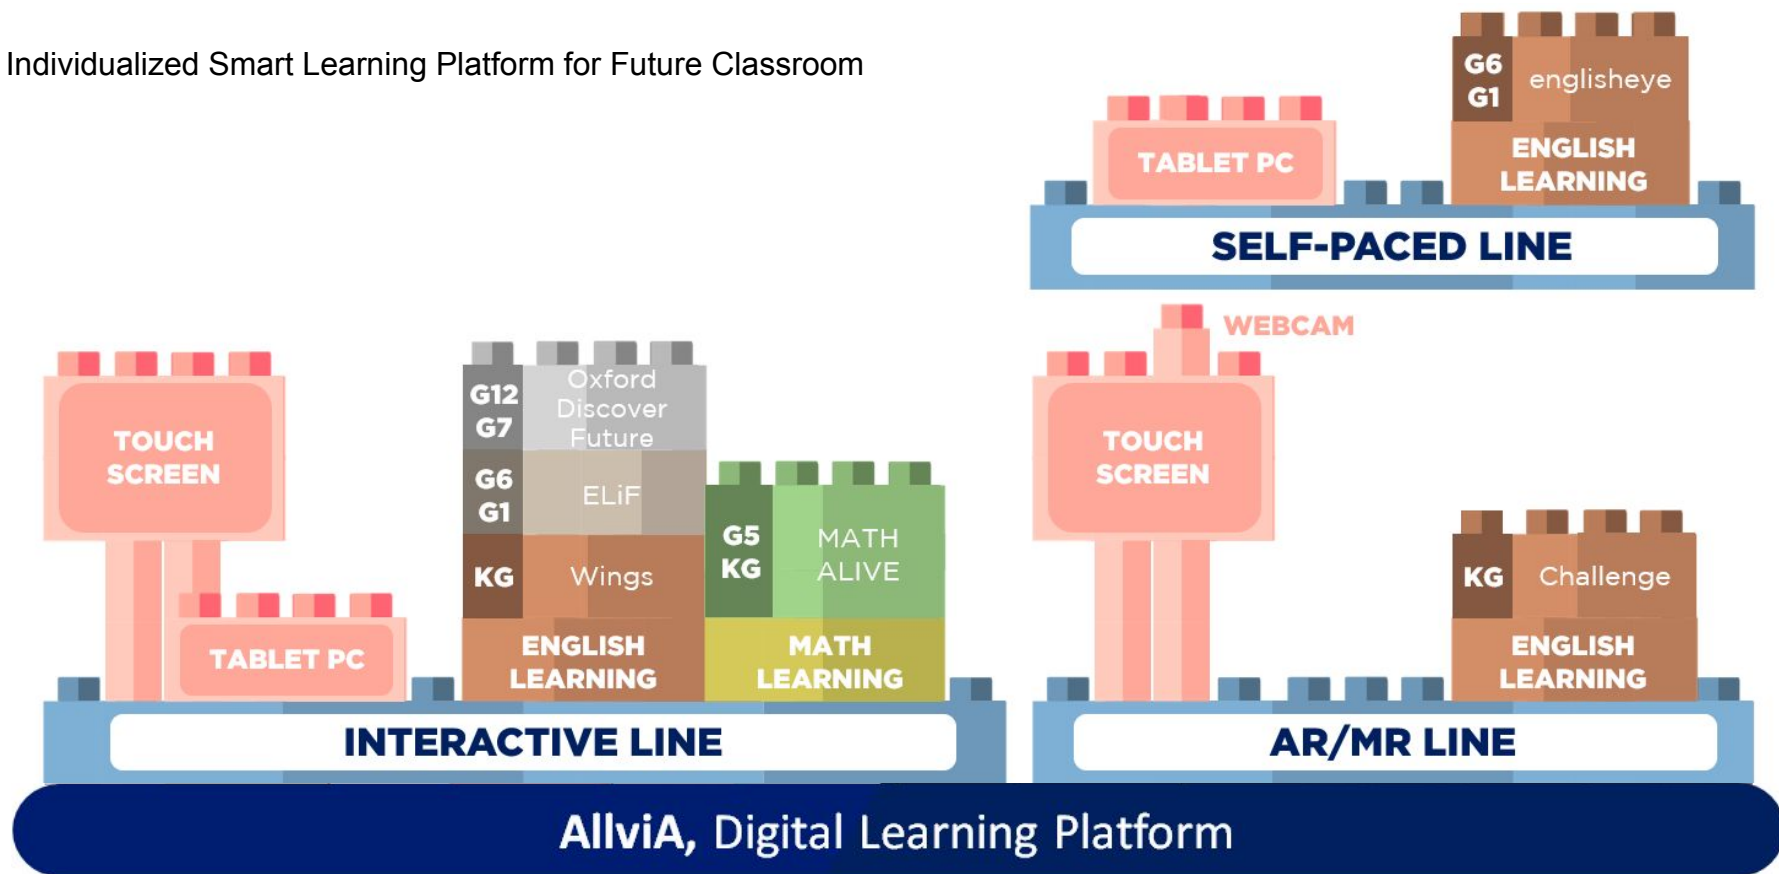 Individualized Smart Learning Platform for Future Classroom
G6
G1
englisheye
TABLET PC
ENGLISH
LEARNING
SELF-PACED LINE
TOUCH
SCREEN
TABLET PC
G12
G7
Oxford
Discover
Future
G6
G1
ELiF
KG
Wings
ENGLISH
LEARNING
G5
KG
MATH
ALIVE
MATH
LEARNING
INTERACTIVE LINE
WEBCAM
TOUCH
SCREEN
KG
Challenge
ENGLISH
LEARNING
AR/MR LINE
AllviA, Digital Learning Platform